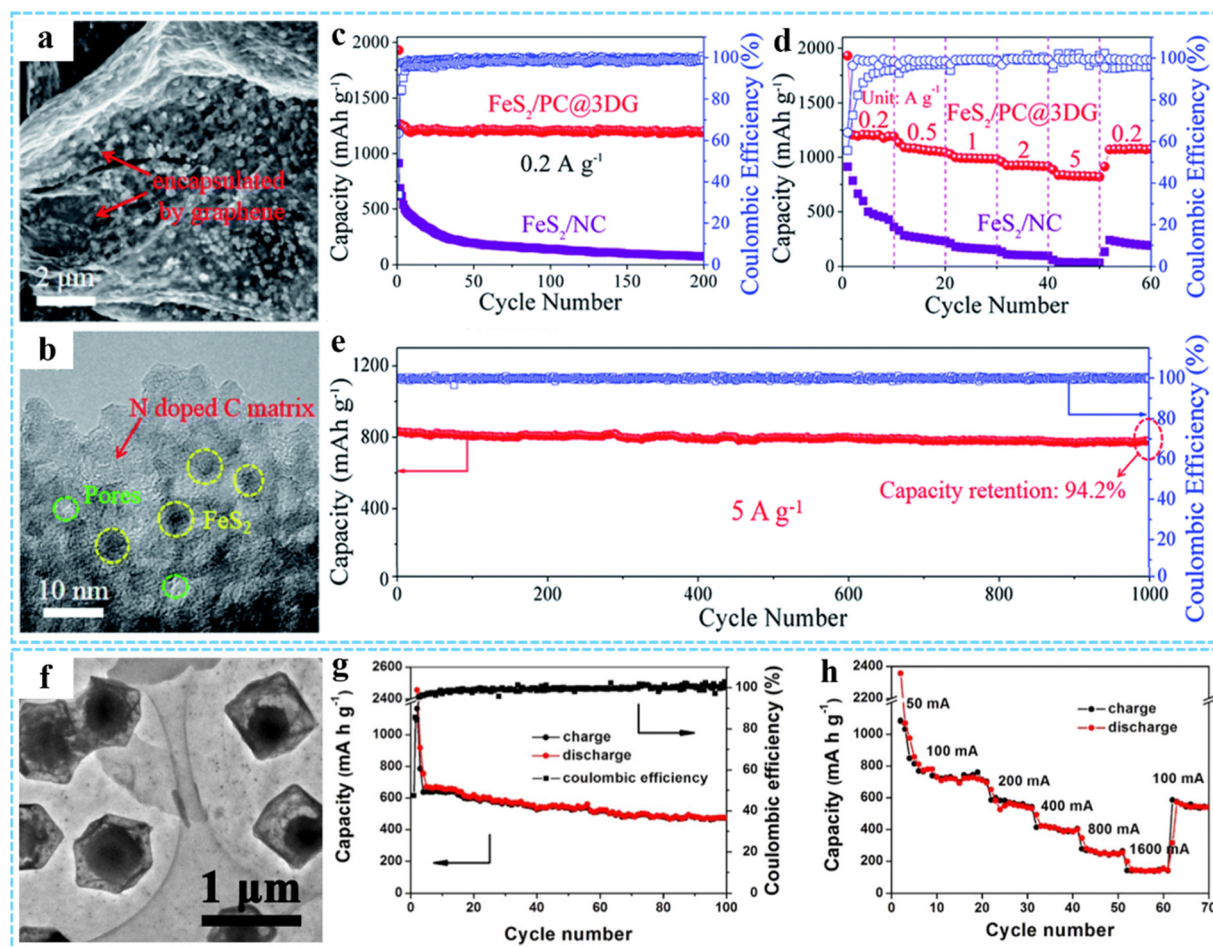 a
encapsulated
by graphene
2 μm
b
N doped C matrix
Pores
FeS2
10 nm
c
2000
1750
1500
1250
1000
750
500
250
0
Capacity (mAh g-1)
FeS2/PC@3DG
0.2 A g-1
FeS2/NC
0 50 100 150 200
Cycle Number
100
80
60
40
20
0
Coulombic Efficiency (%)
d
2000
1500
1000
500
0
Capacity (mAh g-1)
Unit: A g-1
FeS2/PC@3DG
0.2
0.5
1
2
5
0.2
FeS2/NC
0 20 40 60
Cycle Number
100
80
60
40
20
0
Coulombic Efficiency (%)
e
1200
800
400
0
Capacity (mAh g-1)
Capacity retention: 94.2%
5 A g-1
0 200 400 600 800 1000
Cycle Number
100
80
60
40
20
0
Coulombic Efficiency (%)
f
1 μm
g
2600
2400
1000
800
600
400
200
0
Capacity (mA h g-1)
charge
discharge
coulombic efficiency
0 20 40 60 80 100
Cycle number
100
80
60
40
20
0
Coulombic efficiency (%)
h
2400
2200
1000
800
600
400
200
0
Capacity (mA h g-1)
charge
discharge
50 mA
100 mA
200 mA
400 mA
800 mA
1600 mA
100 mA
0 10 20 30 40 50 60 70
Cycle number